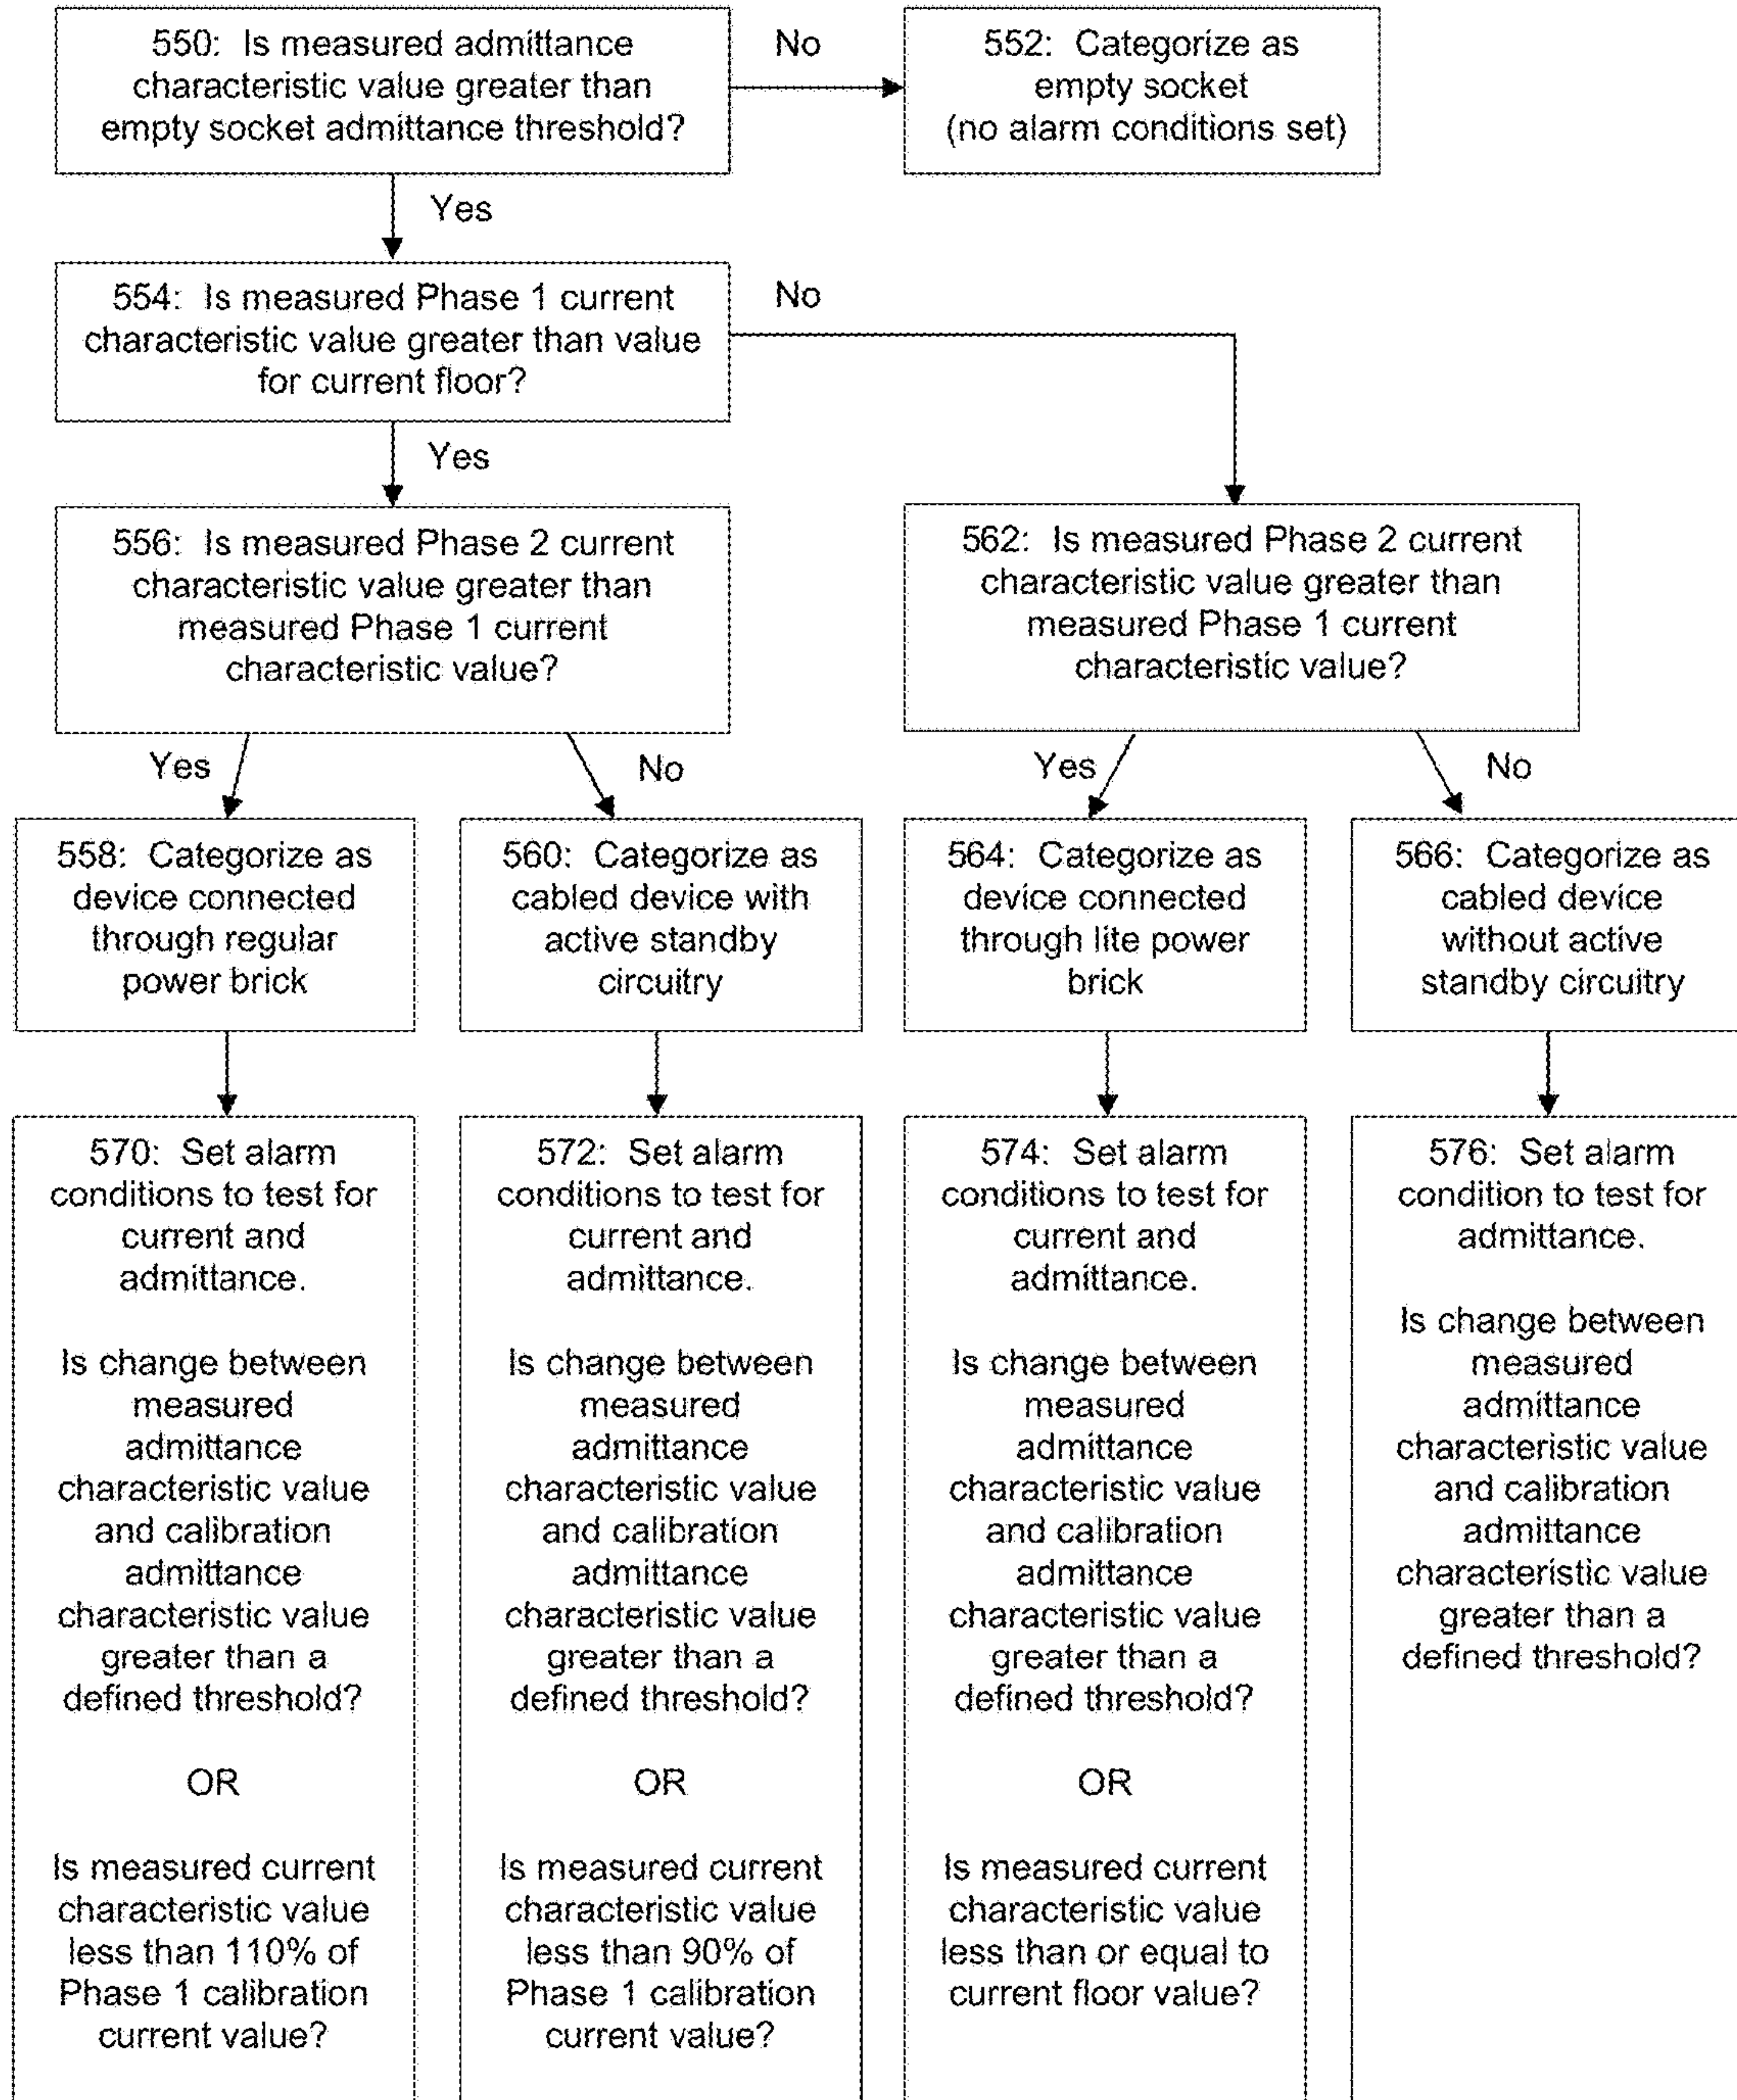 550: Is measured admittance
characteristic value greater than
empty socket admittance threshold?
No
552: Categorize as
empty socket
(no alarm conditions set)
Yes
554: Is measured Phase 1 current
characteristic value greater than value
for current floor?
No
Yes
556: Is measured Phase 2 current
characteristic value greater than
measured Phase 1 current
characteristic value?
562: Is measured Phase 2 current
characteristic value greater than
measured Phase 1 current
characteristic value?
Yes
No
Yes
No
558: Categorize as
device connected
through regular
power brick
560: Categorize as
cabled device with
active standby
circuitry
564: Categorize as
device connected
through lite power
brick
566: Categorize as
cabled device
without active
standby circuitry
570: Set alarm
conditions to test for
current and
admittance.
Is change between
measured
admittance
characteristic value
and calibration
admittance
characteristic value
greater than a
defined threshold?
OR
Is measured current
characteristic value
less than 110% of
Phase 1 calibration
current value?
572: Set alarm
conditions to test for
current and
admittance.
Is change between
measured
admittance
characteristic value
and calibration
admittance
characteristic value
greater than a
defined threshold?
OR
Is measured current
characteristic value
less than 90% of
Phase 1 calibration
current value?
574: Set alarm
conditions to test for
current and
admittance.
Is change between
measured
admittance
characteristic value
and calibration
admittance
characteristic value
greater than a
defined threshold?
OR
Is measured current
characteristic value
less than or equal to
current floor value?
576: Set alarm
condition to test for
admittance.
Is change between
measured
admittance
characteristic value
and calibration
admittance
characteristic value
greater than a
defined threshold?